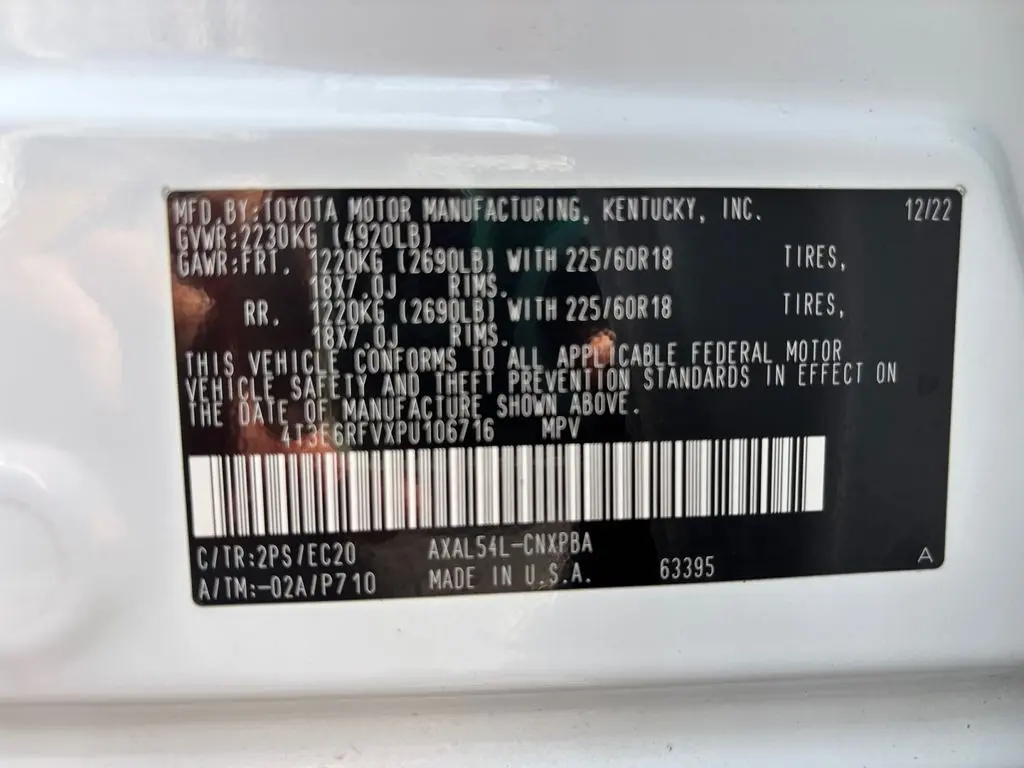 MFD.BY:TOYOTA MOTOR MANUFACTURING, KENTUCKY, INC. 12/22
GVWR:2230KG (4920LB)
GAWR:FRT. 1220KG (2690LB) WITH 225/60R18 TIRES,
18X7.0J RIMS.
RR. 1220KG (2690LB) WITH 225/60R18 TIRES,
18X7.0J RIMS.
THIS VEHICLE CONFORMS TO ALL APPLICABLE FEDERAL MOTOR
VEHICLE SAFETY AND THEFT PREVENTION STANDARDS IN EFFECT ON
THE DATE OF MANUFACTURE SHOWN ABOVE.
4T3E6RFVXPU106716 MPV
C/TR:2PS/EC20 AXAL54L-CNXPBA
A/TM:-02A/P710 MADE IN U.S.A. 63395 A